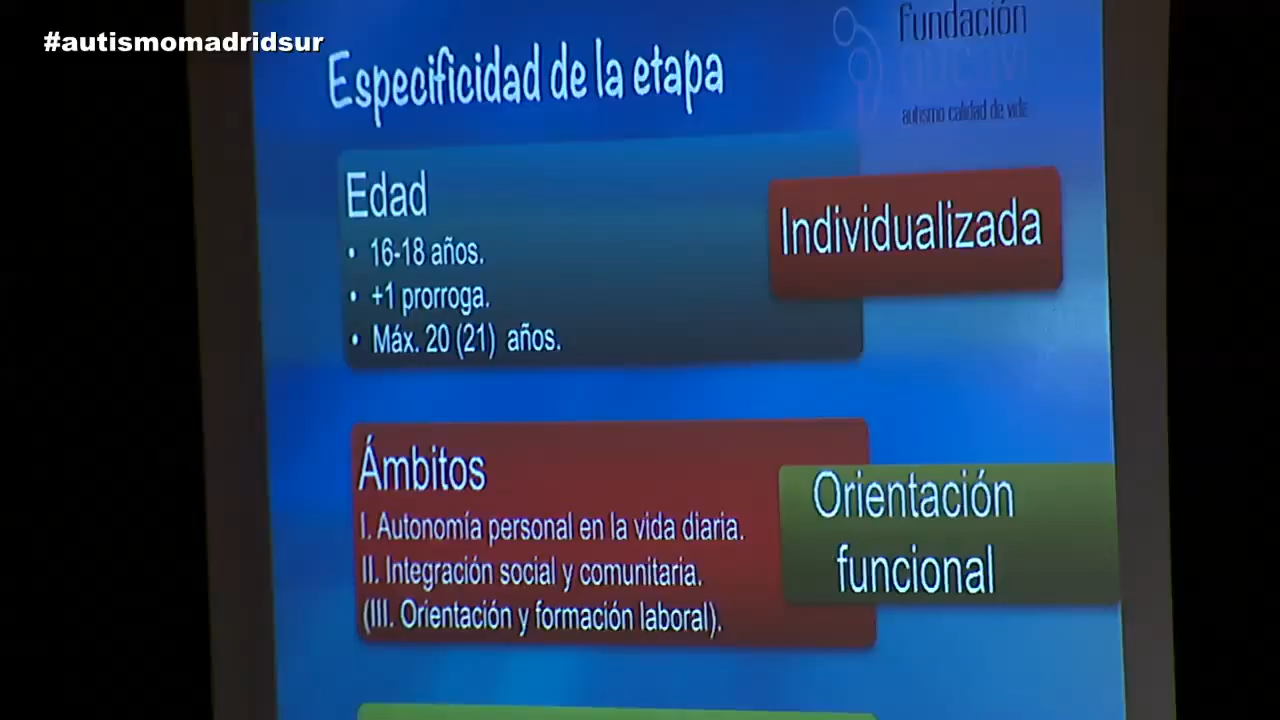 #autismomadridsur
fundación
autismo calidad de vida
Especificidad de la etapa
Edad
• 16-18 años.
• +1 prorroga.
• Máx. 20 (21) años.
Individualizada
Ámbitos
I. Autonomía personal en la vida diaria.
II. Integración social y comunitaria.
(III. Orientación y formación laboral).
Orientación
funcional